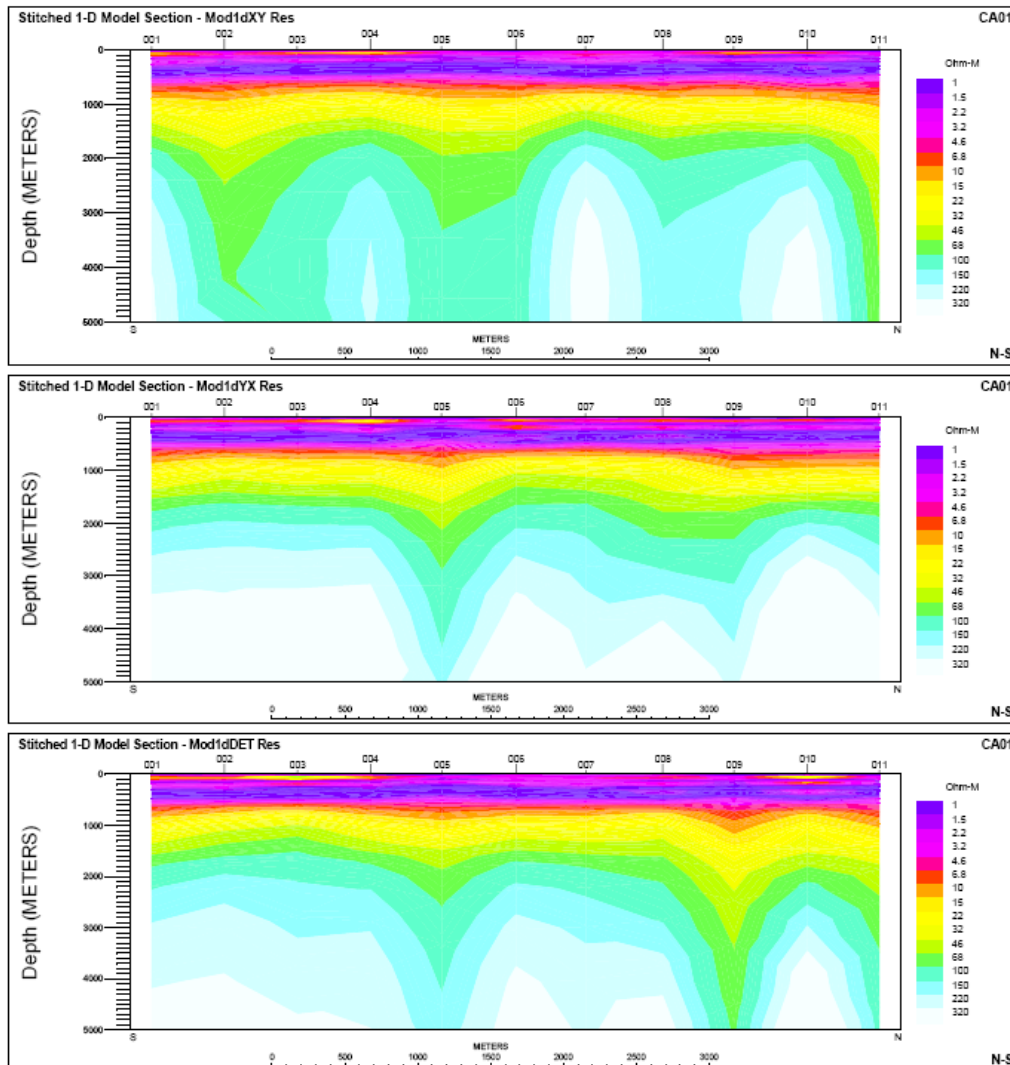 Stitched 1-D Model Section - Mod1dXY Res CA01
001 002 003 004 005 006 007 008 009 010 011
Depth (METERS)
0
1000
2000
3000
4000
5000
S N
METERS
0 500 1000 1500 2000 2500 3000
N-S
Ohm-M
1
1.5
2.2
3.2
4.6
6.8
10
15
22
32
46
68
100
150
220
320
Stitched 1-D Model Section - Mod1dYX Res CA01
001 002 003 004 005 006 007 008 009 010 011
Depth (METERS)
0
1000
2000
3000
4000
5000
S N
METERS
0 500 1000 1500 2000 2500 3000
N-S
Ohm-M
1
1.5
2.2
3.2
4.6
6.8
10
15
22
32
46
68
100
150
220
320
Stitched 1-D Model Section - Mod1dDET Res CA01
001 002 003 004 005 006 007 008 009 010 011
Depth (METERS)
0
1000
2000
3000
4000
5000
S N
METERS
0 500 1000 1500 2000 2500 3000
N-S
Ohm-M
1
1.5
2.2
3.2
4.6
6.8
10
15
22
32
46
68
100
150
220
320